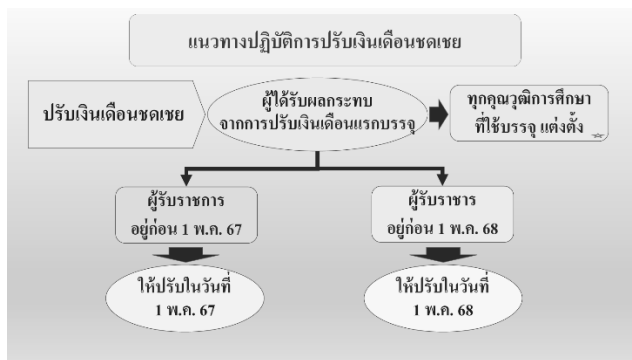 แนวทางปฏิบัติการปรับเงินเดือนชดเชย
ปรับเงินเดือนชดเชย
ผู้ได้รับผลกระทบ
จากการปรับเงินเดือนแรกบรรจุ
ทุกคุณวุฒิการศึกษา
ที่ใช้บรรจุ แต่งตั้ง
ผู้รับราชการ
อยู่ก่อน 1 พ.ค. 67
ผู้รับราชาร
อยู่ก่อน 1 พ.ค. 68
ให้ปรับในวันที่
1 พ.ค. 67
ให้ปรับในวันที่
1 พ.ค. 68